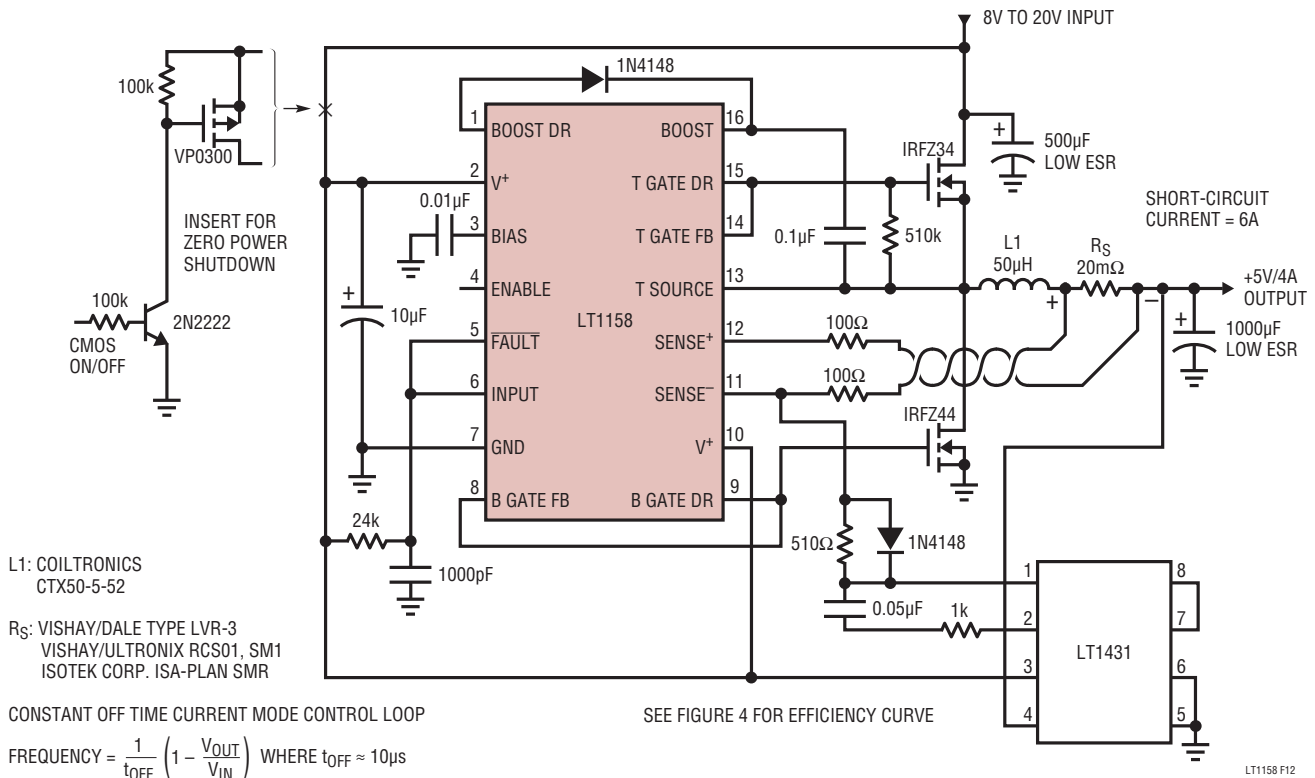 8V TO 20V INPUT
1N4148
100k
VP0300
INSERT FOR
ZERO POWER
SHUTDOWN
100k
2N2222
CMOS
ON/OFF
+
10µF
0.01µF
1
BOOST DR
2
V+
3
BIAS
4
ENABLE
5
FAULT
6
INPUT
7
GND
8
B GATE FB
LT1158
16
BOOST
15
T GATE DR
14
T GATE FB
13
T SOURCE
12
SENSE+
11
SENSE–
10
V+
9
B GATE DR
24k
1000pF
0.1µF
510k
IRFZ34
+
500µF
LOW ESR
SHORT-CIRCUIT
CURRENT = 6A
L1
50µH
RS
20mΩ
+
–
+5V/4A
OUTPUT
+
1000µF
LOW ESR
100Ω
100Ω
IRFZ44
510Ω
1N4148
0.05µF
1k
1
2
3
4
LT1431
8
7
6
5
L1: COILTRONICS
CTX50-5-52
RS: VISHAY/DALE TYPE LVR-3
VISHAY/ULTRONIX RCS01, SM1
ISOTEK CORP. ISA-PLAN SMR
CONSTANT OFF TIME CURRENT MODE CONTROL LOOP
FREQUENCY = 1/tOFF (1 – VOUT/VIN) WHERE tOFF ≈ 10µs
SEE FIGURE 4 FOR EFFICIENCY CURVE
LT1158 F12